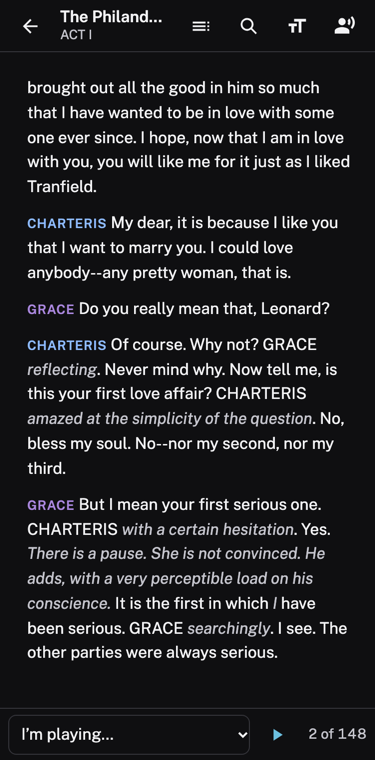 The Philand...
ACT I
brought out all the good in him so much
that I have wanted to be in love with some
one ever since. I hope, now that I am in love
with you, you will like me for it just as I liked
Tranfield.
CHARTERIS My dear, it is because I like you
that I want to marry you. I could love
anybody--any pretty woman, that is.
GRACE Do you really mean that, Leonard?
CHARTERIS Of course. Why not? GRACE
reflecting. Never mind why. Now tell me, is
this your first love affair? CHARTERIS
amazed at the simplicity of the question. No,
bless my soul. No--nor my second, nor my
third.
GRACE But I mean your first serious one.
CHARTERIS with a certain hesitation. Yes.
There is a pause. She is not convinced. He
adds, with a very perceptible load on his
conscience. It is the first in which I have
been serious. GRACE searchingly. I see. The
other parties were always serious.
I'm playing...
2 of 148